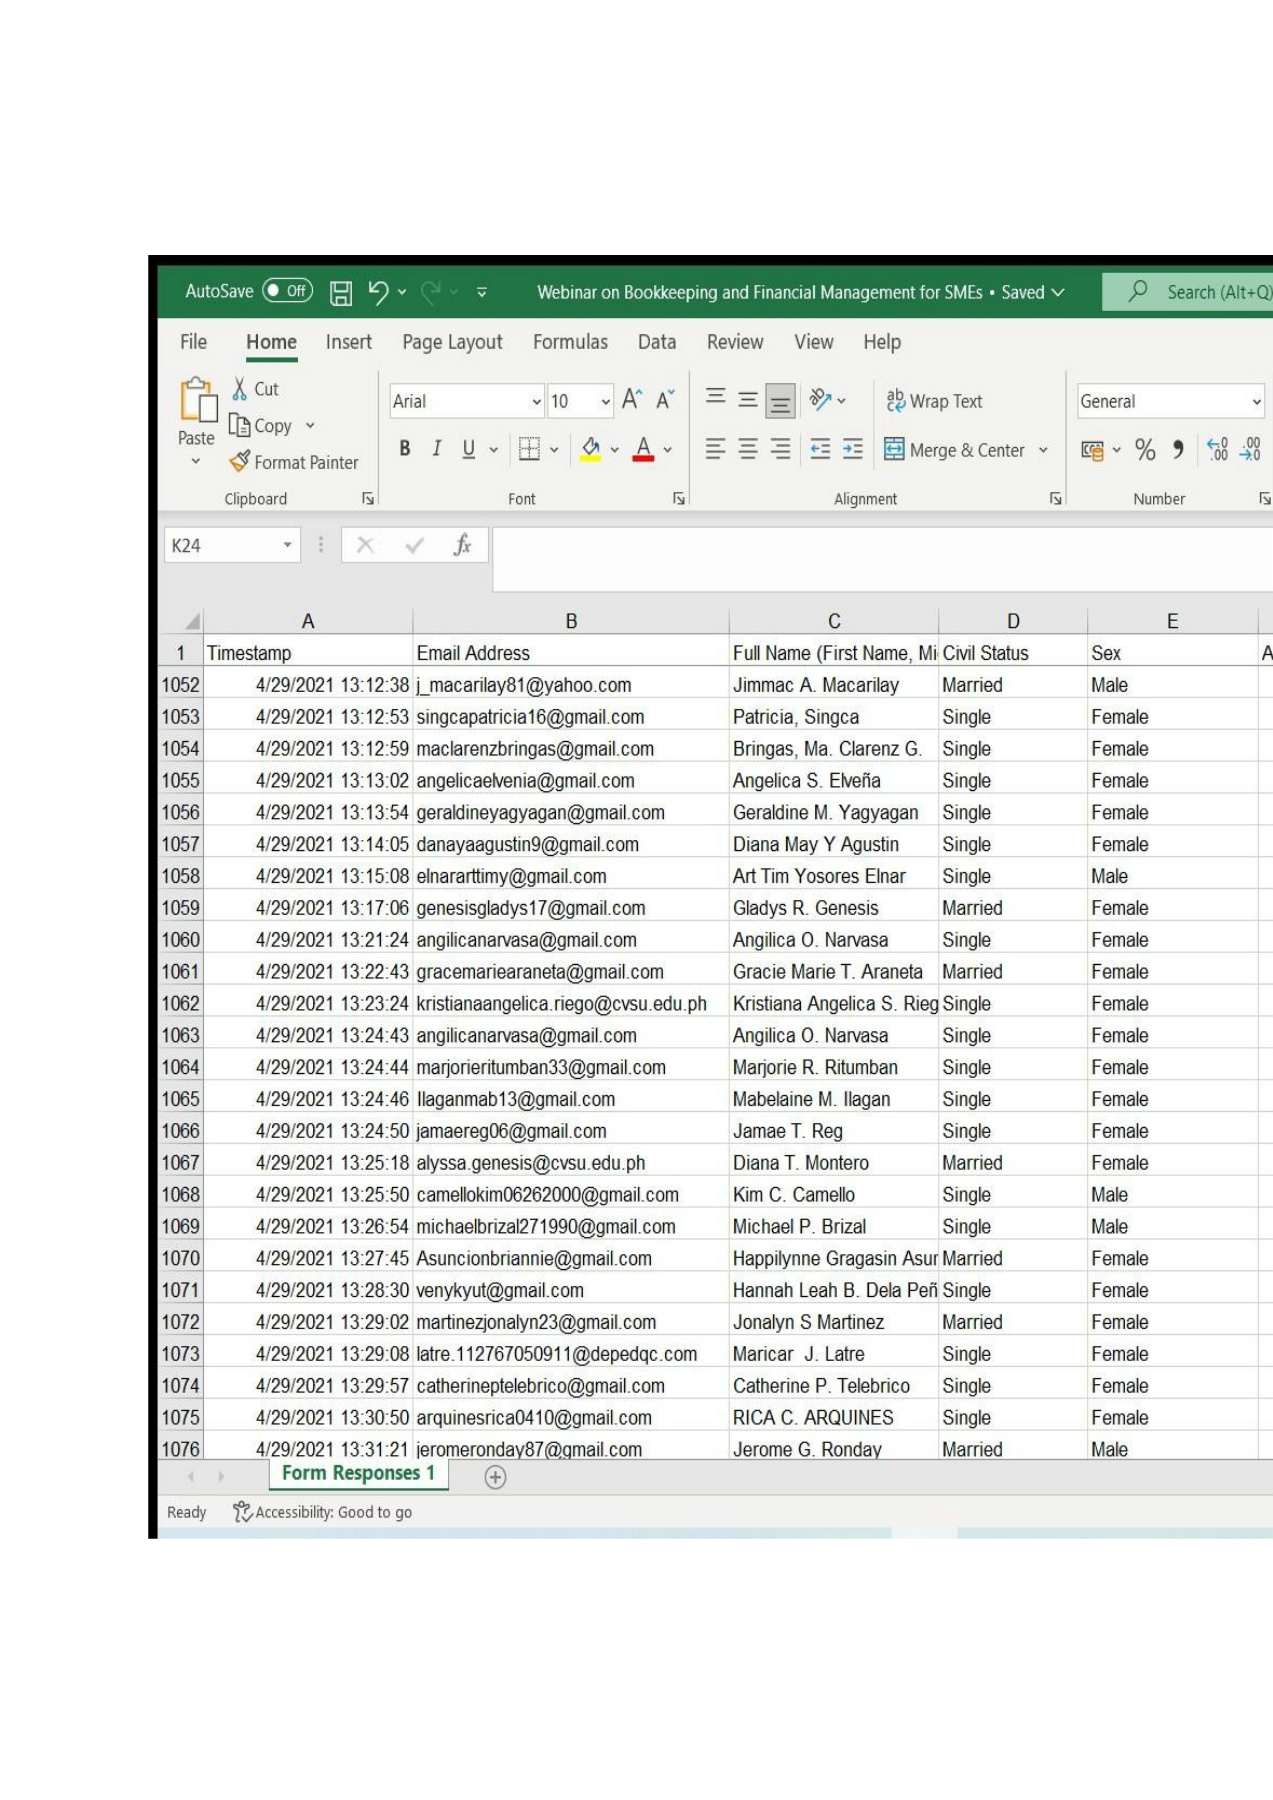 AutoSave Off Webinar on Bookkeeping and Financial Management for SMEs • Saved Search (Alt+Q)
File Home Insert Page Layout Formulas Data Review View Help
Paste Cut Copy Format Painter Clipboard
Arial 10 A A B I U A Font
ab Wrap Text Merge & Center Alignment
General % Number
K24 fx
A B C D E
1 Timestamp Email Address Full Name (First Name, Mi Civil Status Sex A
1052 4/29/2021 13:12:38 j_macarilay81@yahoo.com Jimmac A. Macarilay Married Male
1053 4/29/2021 13:12:53 singcapatricia16@gmail.com Patricia, Singca Single Female
1054 4/29/2021 13:12:59 maclarenzbringas@gmail.com Bringas, Ma. Clarenz G. Single Female
1055 4/29/2021 13:13:02 angelicaelvenia@gmail.com Angelica S. Elveña Single Female
1056 4/29/2021 13:13:54 geraldineyagyagan@gmail.com Geraldine M. Yagyagan Single Female
1057 4/29/2021 13:14:05 danayaagustin9@gmail.com Diana May Y Agustin Single Female
1058 4/29/2021 13:15:08 elnararttimy@gmail.com Art Tim Yosores Elnar Single Male
1059 4/29/2021 13:17:06 genesisgladys17@gmail.com Gladys R. Genesis Married Female
1060 4/29/2021 13:21:24 angilicanarvasa@gmail.com Angilica O. Narvasa Single Female
1061 4/29/2021 13:22:43 gracemariearaneta@gmail.com Gracie Marie T. Araneta Married Female
1062 4/29/2021 13:23:24 kristianaangelica.riego@cvsu.edu.ph Kristiana Angelica S. Rieg Single Female
1063 4/29/2021 13:24:43 angilicanarvasa@gmail.com Angilica O. Narvasa Single Female
1064 4/29/2021 13:24:44 marjorieritumban33@gmail.com Marjorie R. Ritumban Single Female
1065 4/29/2021 13:24:46 Ilaganmab13@gmail.com Mabelaine M. Ilagan Single Female
1066 4/29/2021 13:24:50 jamaereg06@gmail.com Jamae T. Reg Single Female
1067 4/29/2021 13:25:18 alyssa.genesis@cvsu.edu.ph Diana T. Montero Married Female
1068 4/29/2021 13:25:50 camellokim06262000@gmail.com Kim C. Camello Single Male
1069 4/29/2021 13:26:54 michaelbrizal271990@gmail.com Michael P. Brizal Single Male
1070 4/29/2021 13:27:45 Asuncionbriannie@gmail.com Happilynne Gragasin Asur Married Female
1071 4/29/2021 13:28:30 venykyut@gmail.com Hannah Leah B. Dela Peñ Single Female
1072 4/29/2021 13:29:02 martinezjonalyn23@gmail.com Jonalyn S Martinez Married Female
1073 4/29/2021 13:29:08 latre.112767050911@depedqc.com Maricar J. Latre Single Female
1074 4/29/2021 13:29:57 catherineptelebrico@gmail.com Catherine P. Telebrico Single Female
1075 4/29/2021 13:30:50 arquinesrica0410@gmail.com RICA C. ARQUINES Single Female
1076 4/29/2021 13:31:21 jeromeronday87@gmail.com Jerome G. Ronday Married Male
Form Responses 1
Ready Accessibility: Good to go